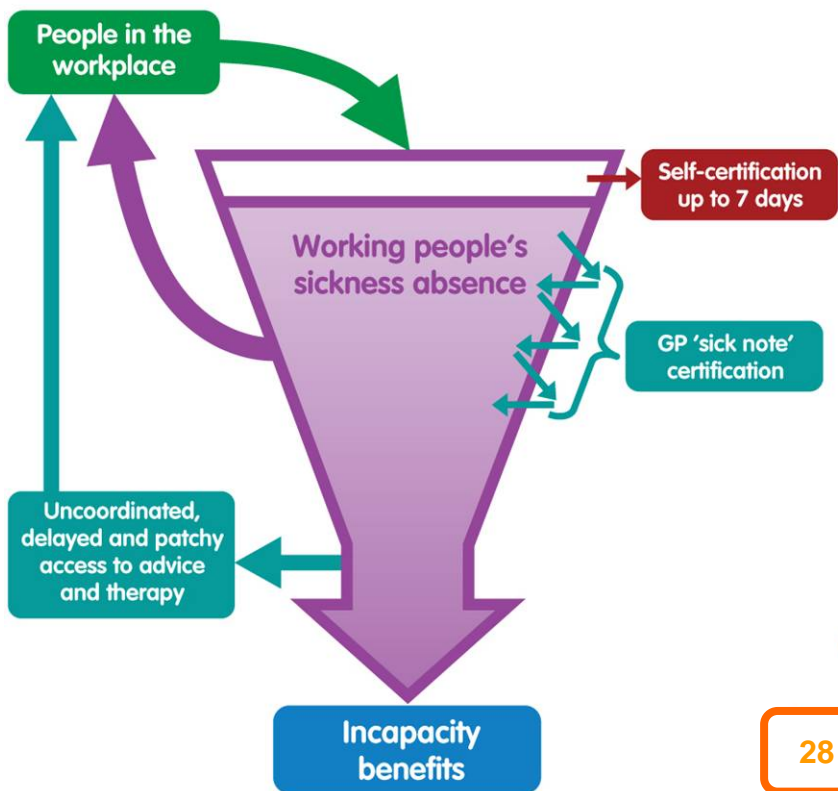 People in the
workplace
Self-certification
up to 7 days
Working people's
sickness absence
GP 'sick note'
certification
Uncoordinated,
delayed and patchy
access to advice
and therapy
Incapacity
benefits
28